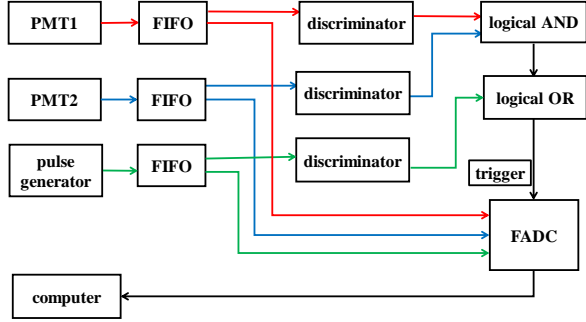 PMT1
FIFO
discriminator
logical AND
PMT2
FIFO
discriminator
logical OR
pulse
generator
FIFO
discriminator
trigger
FADC
computer